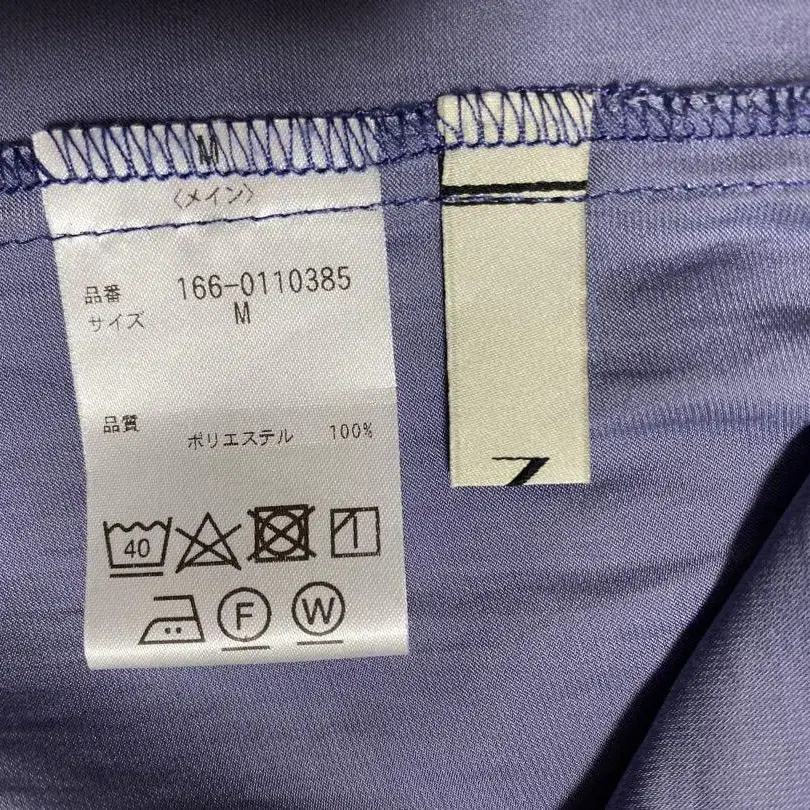 M
〈メイン〉
品番 166-0110385
サイズ M
品質 ポリエステル 100%
40
F W